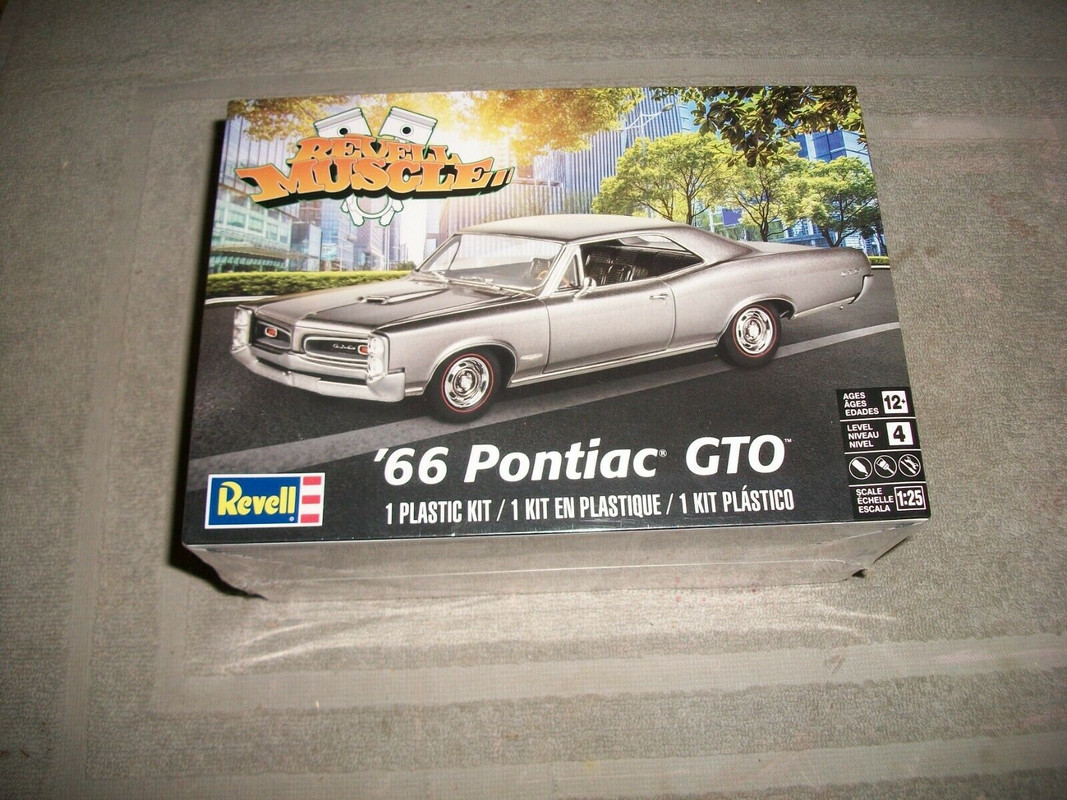 REVELL
MUSCLE
'66 Pontiac® GTO™
1 PLASTIC KIT / 1 KIT EN PLASTIQUE / 1 KIT PLÁSTICO
Revell®
AGES
ÂGES
EDADES
12+
LEVEL
NIVEAU
NIVEL
4
SCALE
ÉCHELLE
ESCALA
1:25